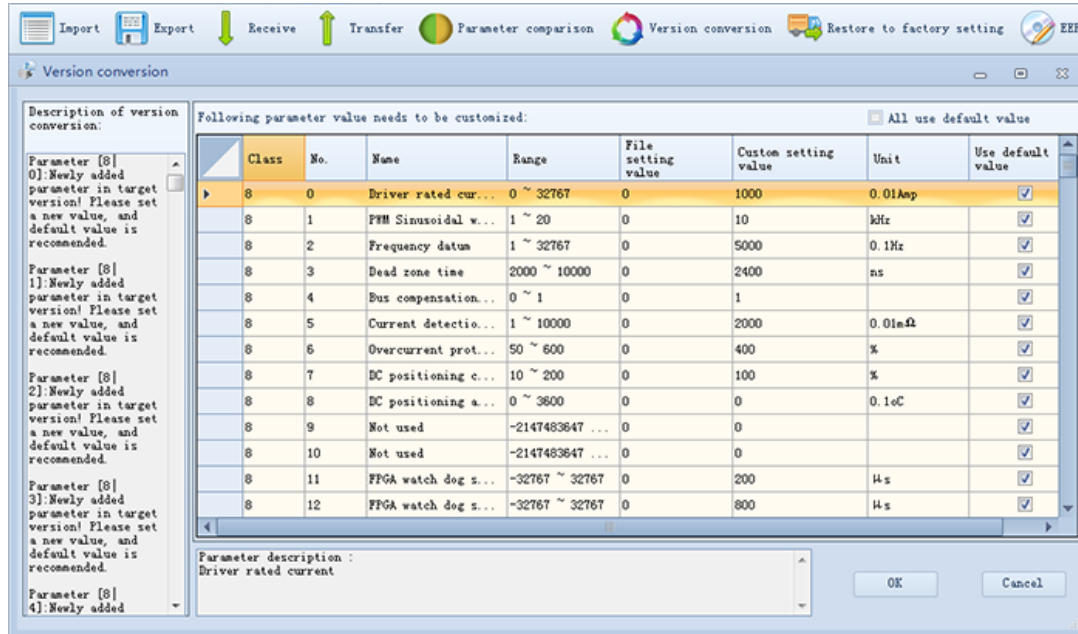 Import Export Receive Transfer Parameter comparison Version conversion Restore to factory setting EEP
Version conversion
Description of version
conversion:
Parameter [8|
0]:Newly added
parameter in target
version! Please set
a new value, and
default value is
recommended.
Parameter [8|
1]:Newly added
parameter in target
version! Please set
a new value, and
default value is
recommended.
Parameter [8|
2]:Newly added
parameter in target
version! Please set
a new value, and
default value is
recommended.
Parameter [8|
3]:Newly added
parameter in target
version! Please set
a new value, and
default value is
recommended.
Parameter [8|
4]:Newly added
Following parameter value needs to be customized: All use default value
Class No. Name Range File setting value Custom setting value Unit Use default value
8 0 Driver rated cur... 0 ~ 32767 0 1000 0.01Amp
8 1 PWM Sinusoidal w... 1 ~ 20 0 10 kHz
8 2 Frequency datum 1 ~ 32767 0 5000 0.1Hz
8 3 Dead zone time 2000 ~ 10000 0 2400 ns
8 4 Bus compensation... 0 ~ 1 0 1
8 5 Current detectio... 1 ~ 10000 0 2000 0.01mΩ
8 6 Overcurrent prot... 50 ~ 600 0 400 %
8 7 DC positioning c... 10 ~ 200 0 100 %
8 8 DC positioning a... 0 ~ 3600 0 0 0.1oC
8 9 Not used -2147483647 ... 0 0
8 10 Not used -2147483647 ... 0 0
8 11 FPGA watch dog s... -32767 ~ 32767 0 200 μs
8 12 FPGA watch dog s... -32767 ~ 32767 0 800 μs
Parameter description :
Driver rated current
OK Cancel